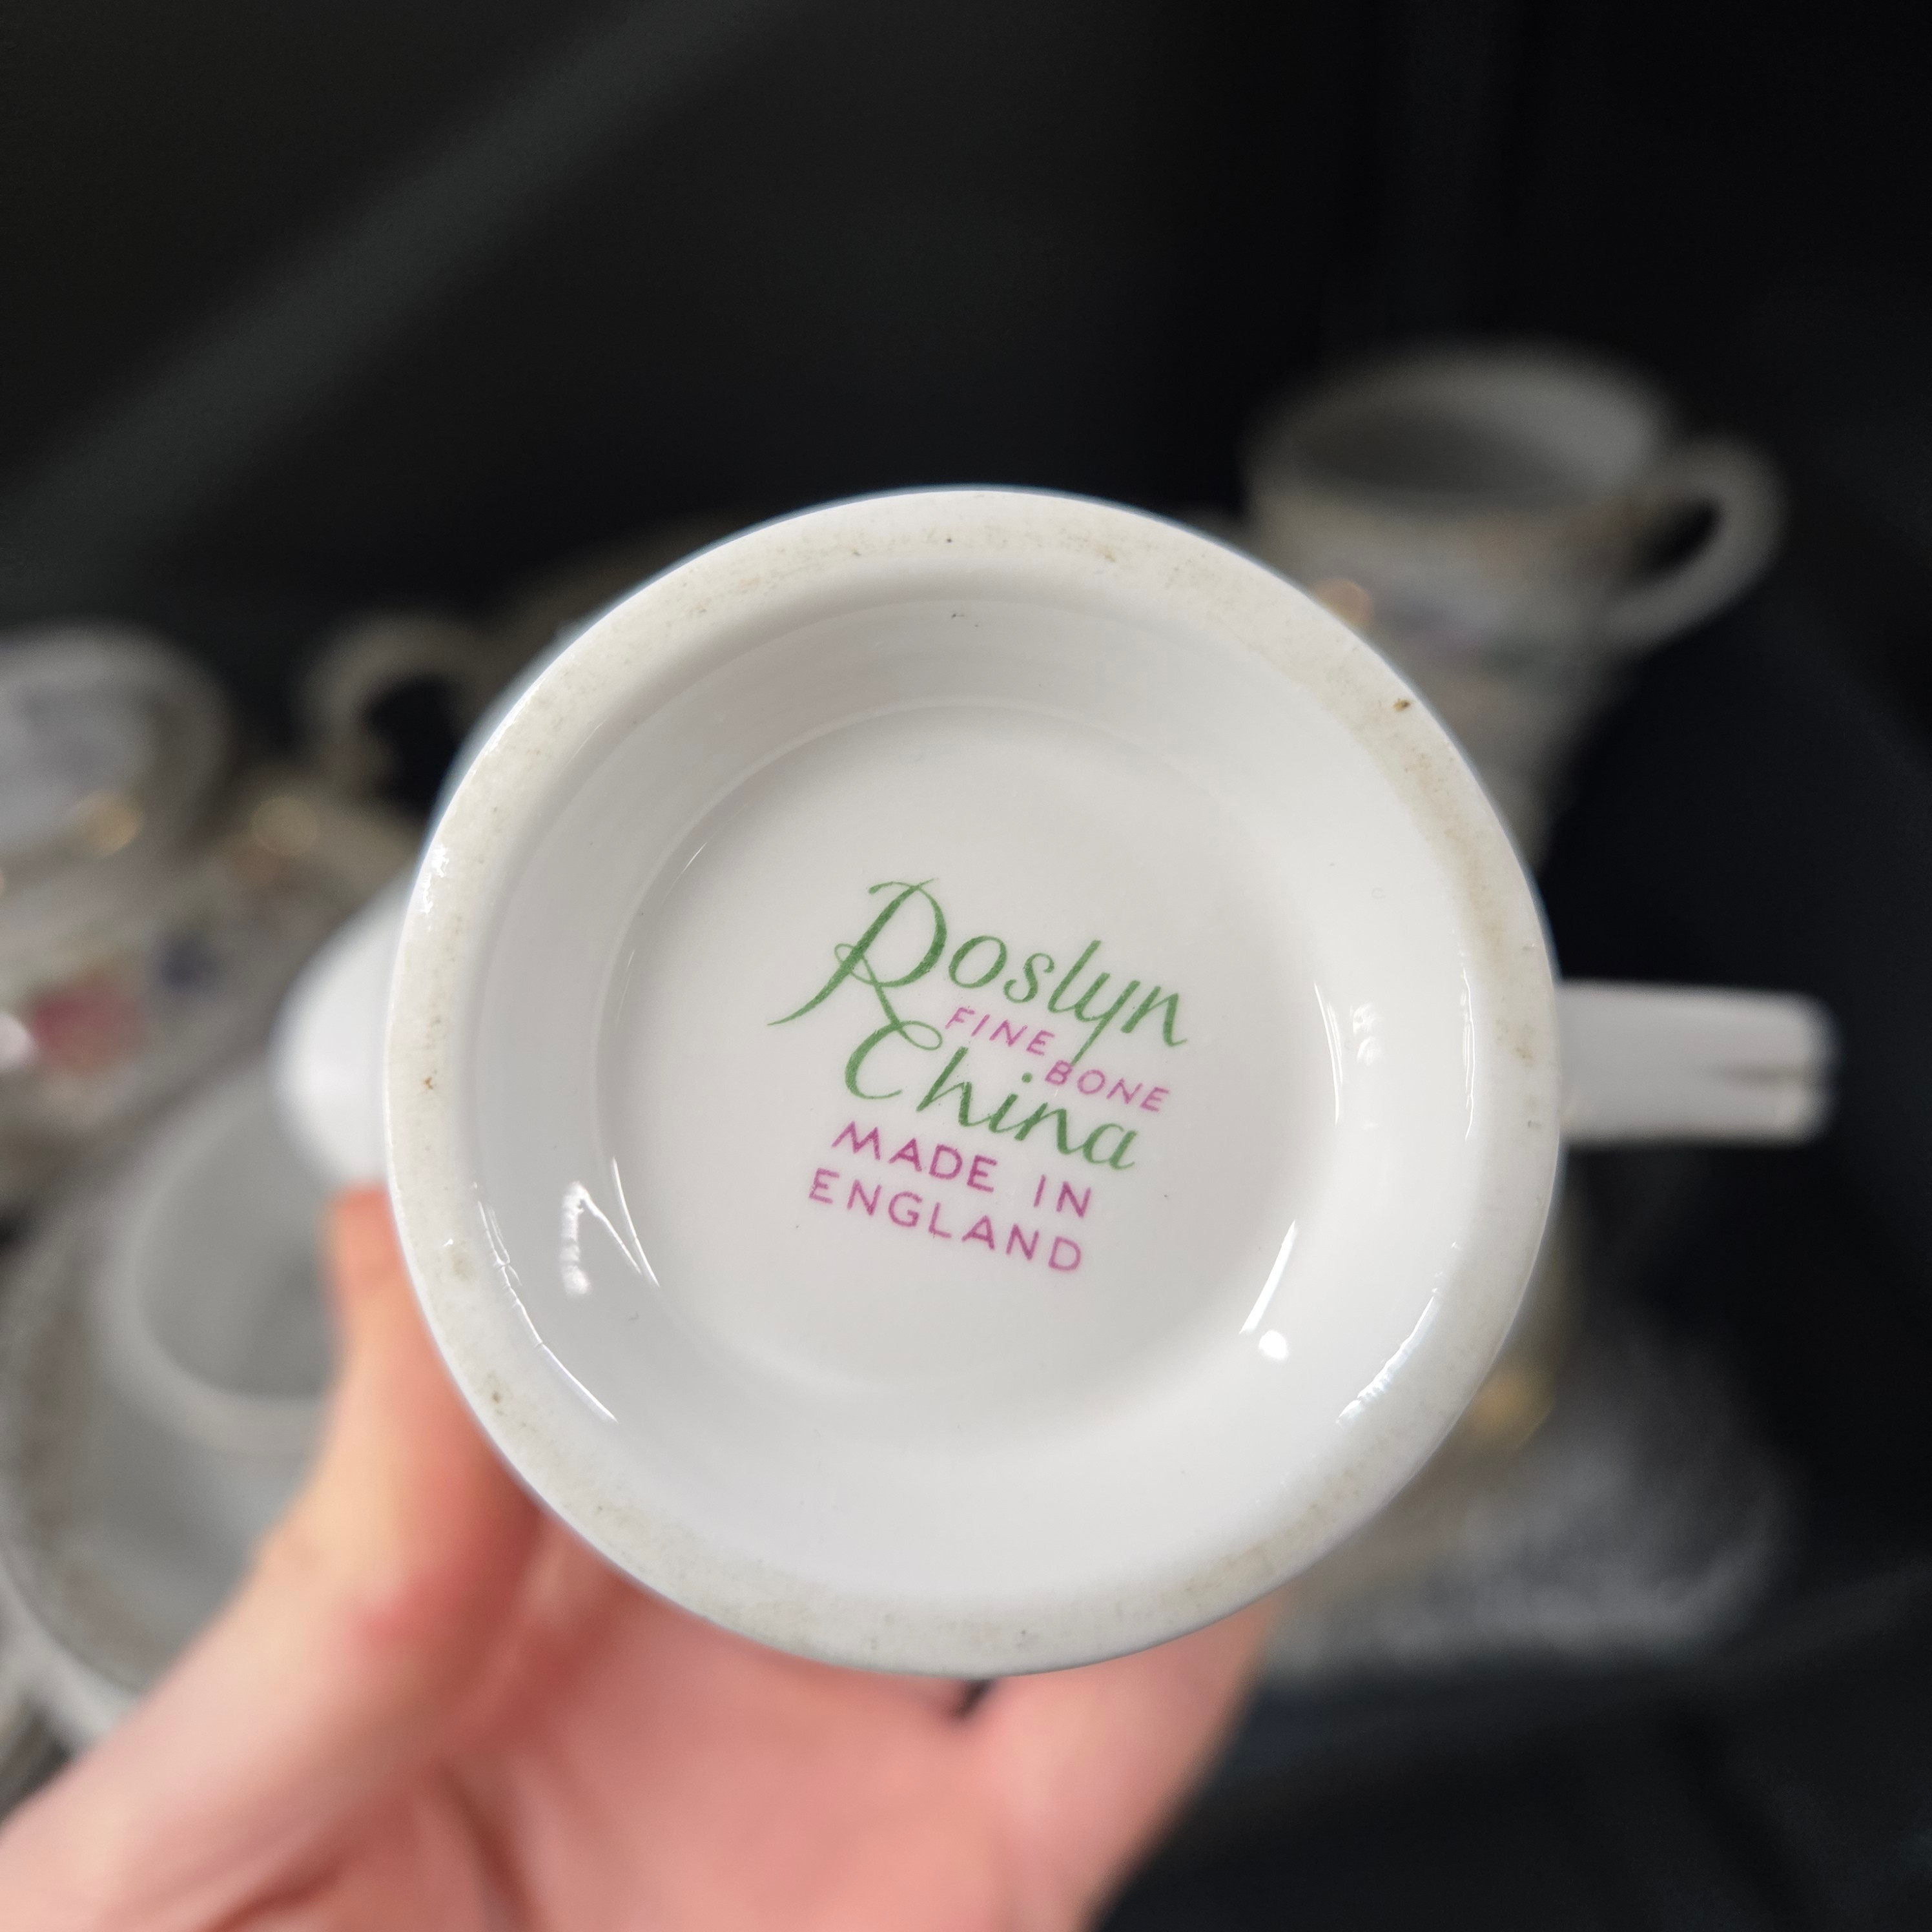 Roslyn
FINE BONE
China
MADE IN
ENGLAND